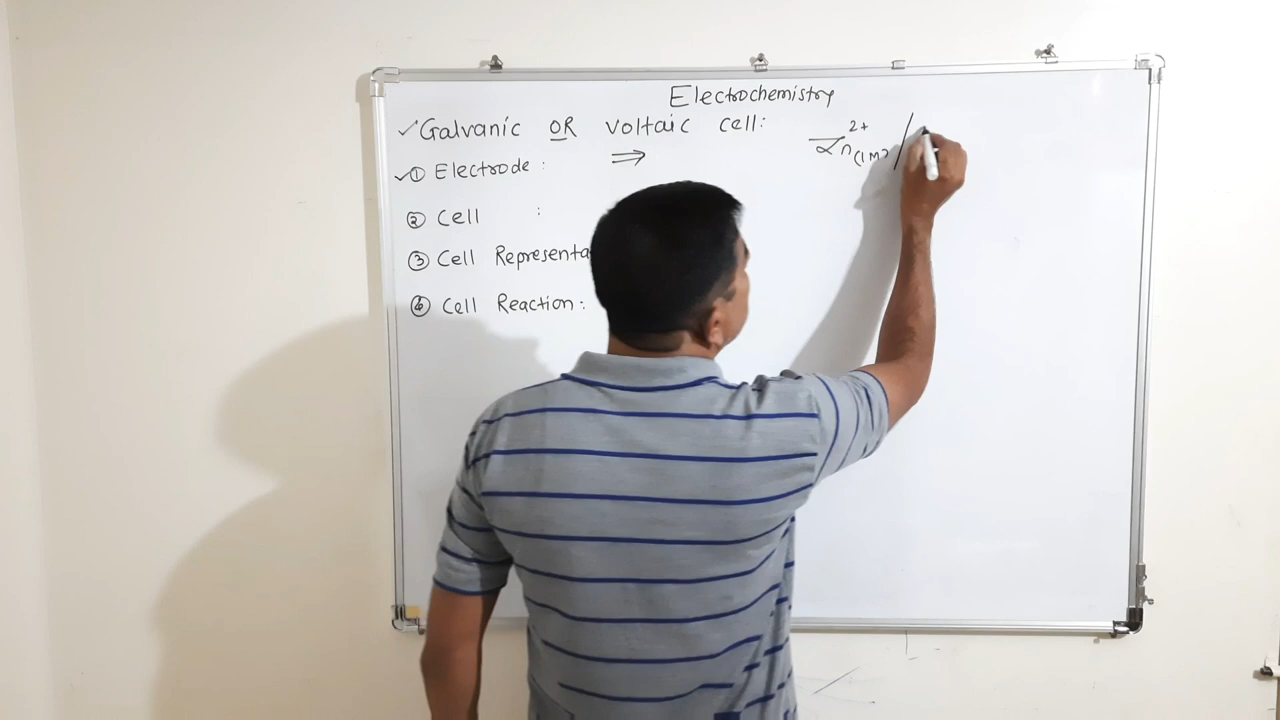 Electrochemistry
✓Galvanic OR Voltaic cell:
⇒
Zn²⁺(1M) /
✓① Electrode :
② Cell :
③ Cell Representa
④ Cell Reaction: